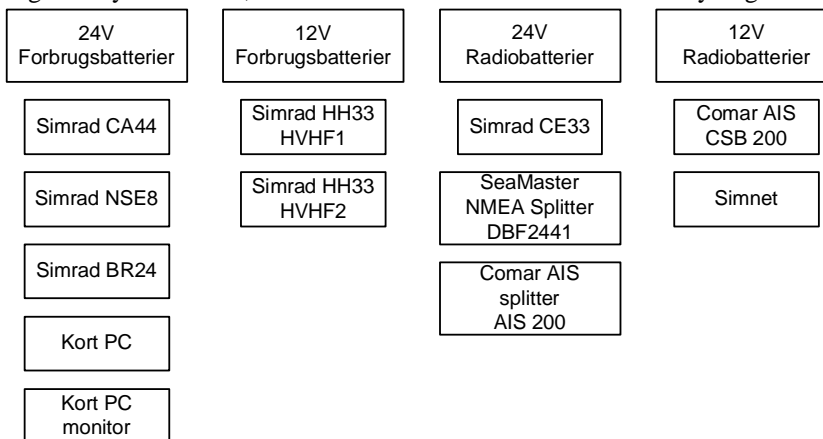 24V
Forbrugsbatterier
12V
Forbrugsbatterier
24V
Radiobatterier
12V
Radiobatterier
Simrad CA44
Simrad HH33
HVHF1
Simrad CE33
Comar AIS
CSB 200
Simrad NSE8
Simrad HH33
HVHF2
SeaMaster
NMEA Splitter
DBF2441
Simnet
Simrad BR24
Comar AIS
splitter
AIS 200
Kort PC
Kort PC
monitor